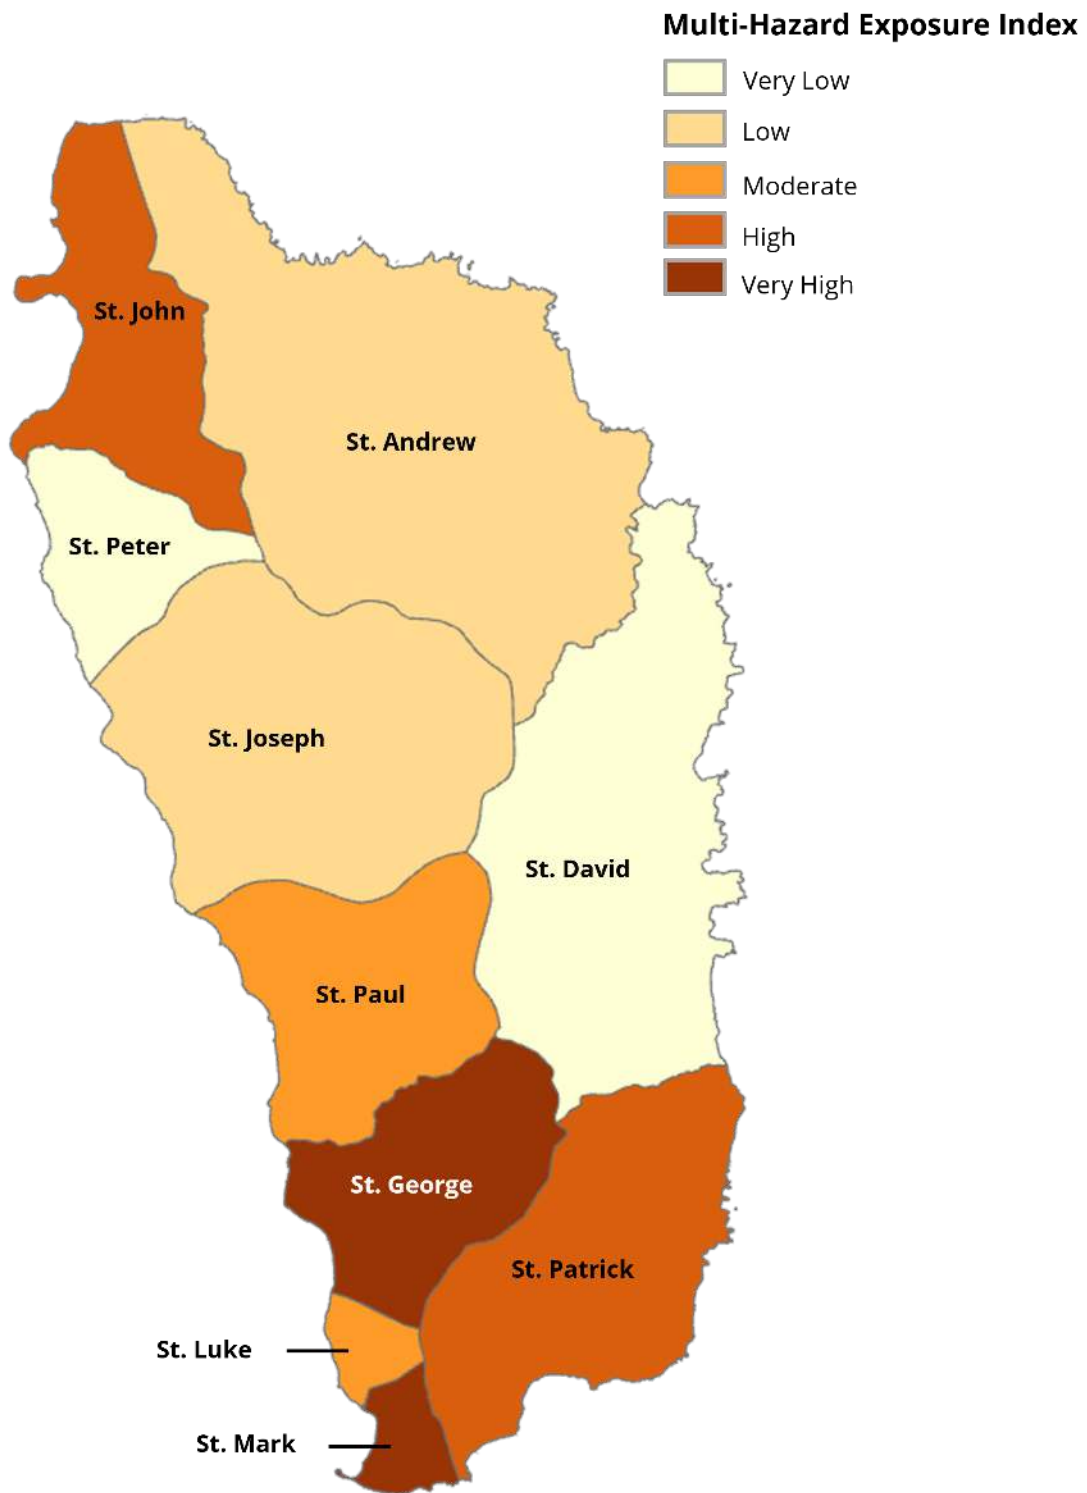 Multi-Hazard Exposure Index
Very Low
Low
Moderate
High
Very High
St. John
St. Andrew
St. Peter
St. Joseph
St. David
St. Paul
St. George
St. Patrick
St. Luke
St. Mark